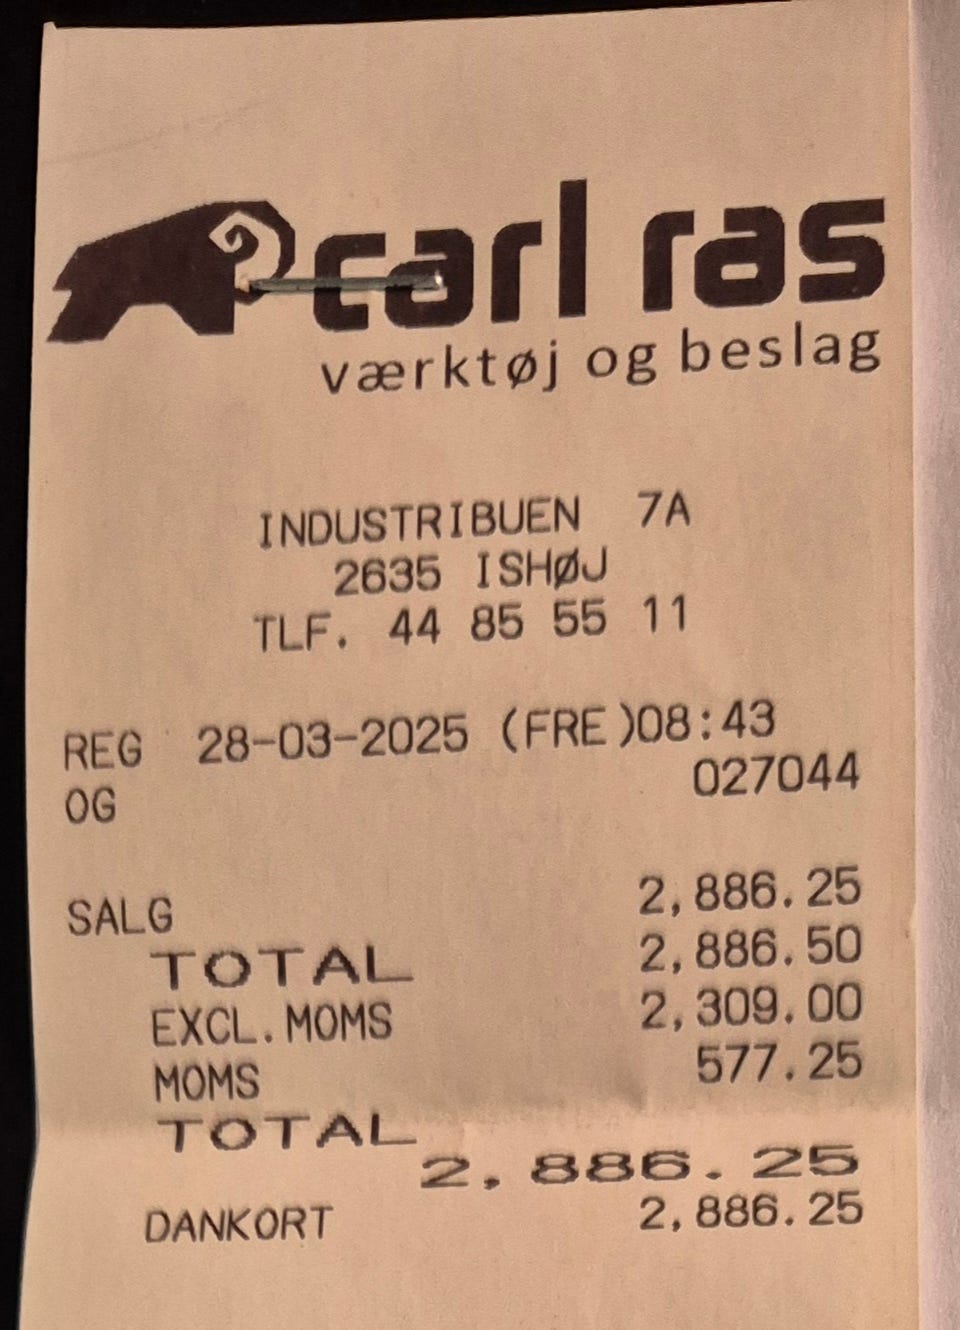 carl ras
værktøj og beslag
INDUSTRIBUEN 7A
2635 ISHØJ
TLF. 44 85 55 11
REG 28-03-2025 (FRE)08:43
OG 027044
SALG 2,886.25
TOTAL 2,886.50
EXCL.MOMS 2,309.00
MOMS 577.25
TOTAL
2,886.25
DANKORT 2,886.25